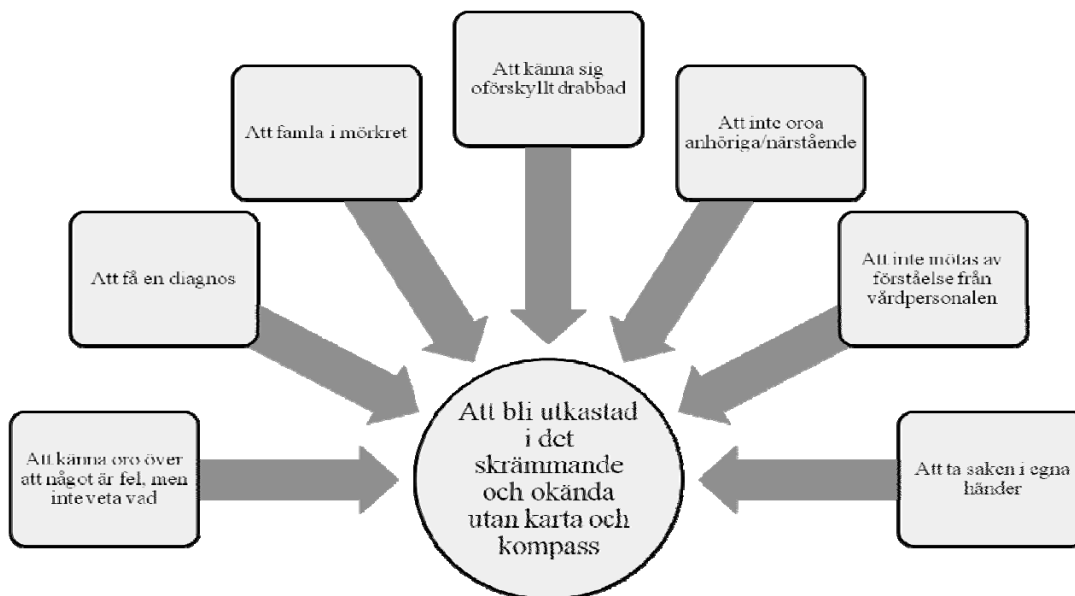 Att känna oro över
att något är fel, men
inte veta vad
Att få en diagnos
Att famla i mörkret
Att känna sig
oförskyllt drabbad
Att inte oroa
anhöriga/närstående
Att inte mötas av
förståelse från
vårdpersonalen
Att ta saken i egna
händer
Att bli utkastad
i det
skrämmande
och okända
utan karta och
kompass